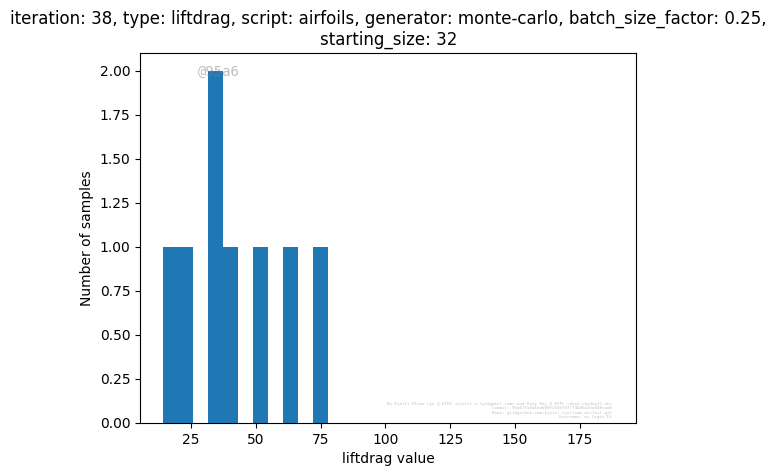 iteration: 38, type: liftdrag, script: airfoils, generator: monte-carlo, batch_size_factor: 0.25,
starting_size: 32
@95a6
2.00
1.75
1.50
1.25
1.00
0.75
0.50
0.25
0.00
Number of samples
25 50 75 100 125 150 175
liftdrag value